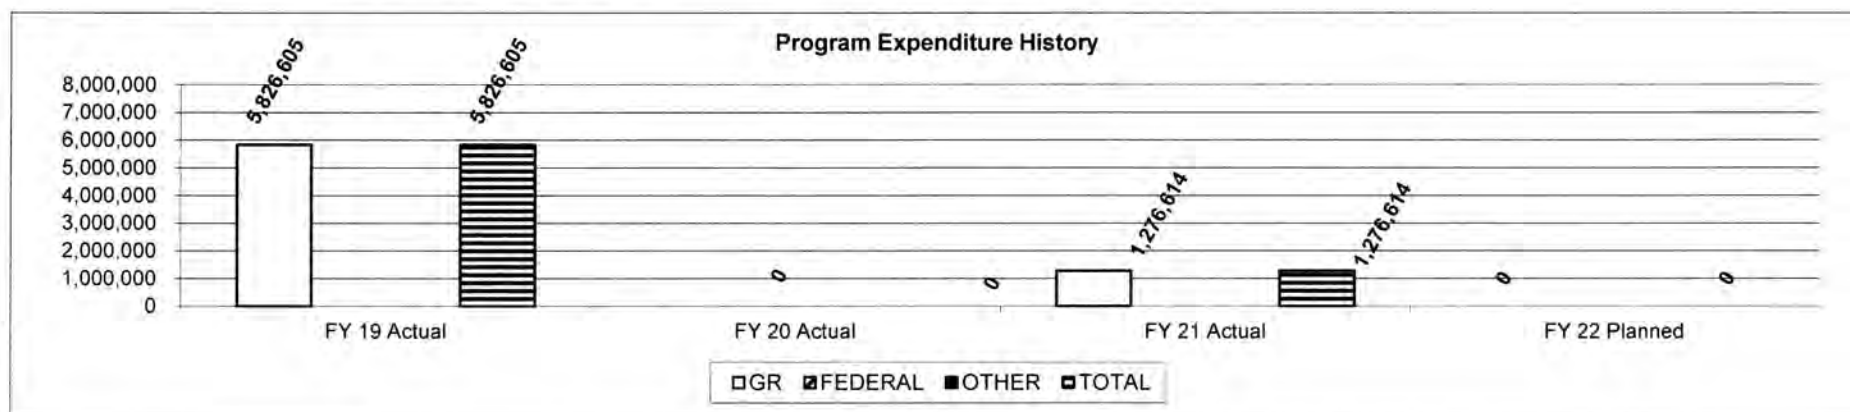 Program Expenditure History
8,000,000
7,000,000
6,000,000
5,000,000
4,000,000
3,000,000
2,000,000
1,000,000
0
5,826,605
5,826,605
0
0
1,276,614
1,276,614
0
0
FY 19 Actual
FY 20 Actual
FY 21 Actual
FY 22 Planned
GR FEDERAL OTHER TOTAL